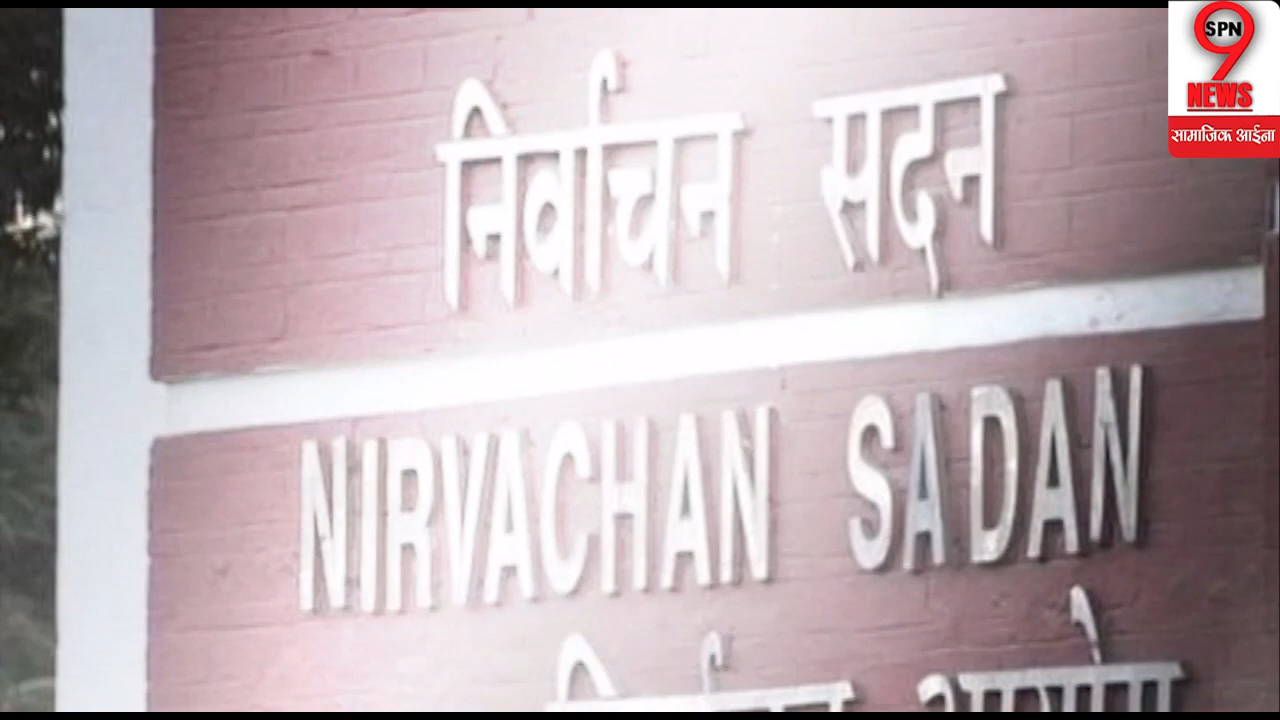 SPN
9
NEWS
सामाजिक आईना
निर्वाचन सदन
NIRVACHAN SADAN